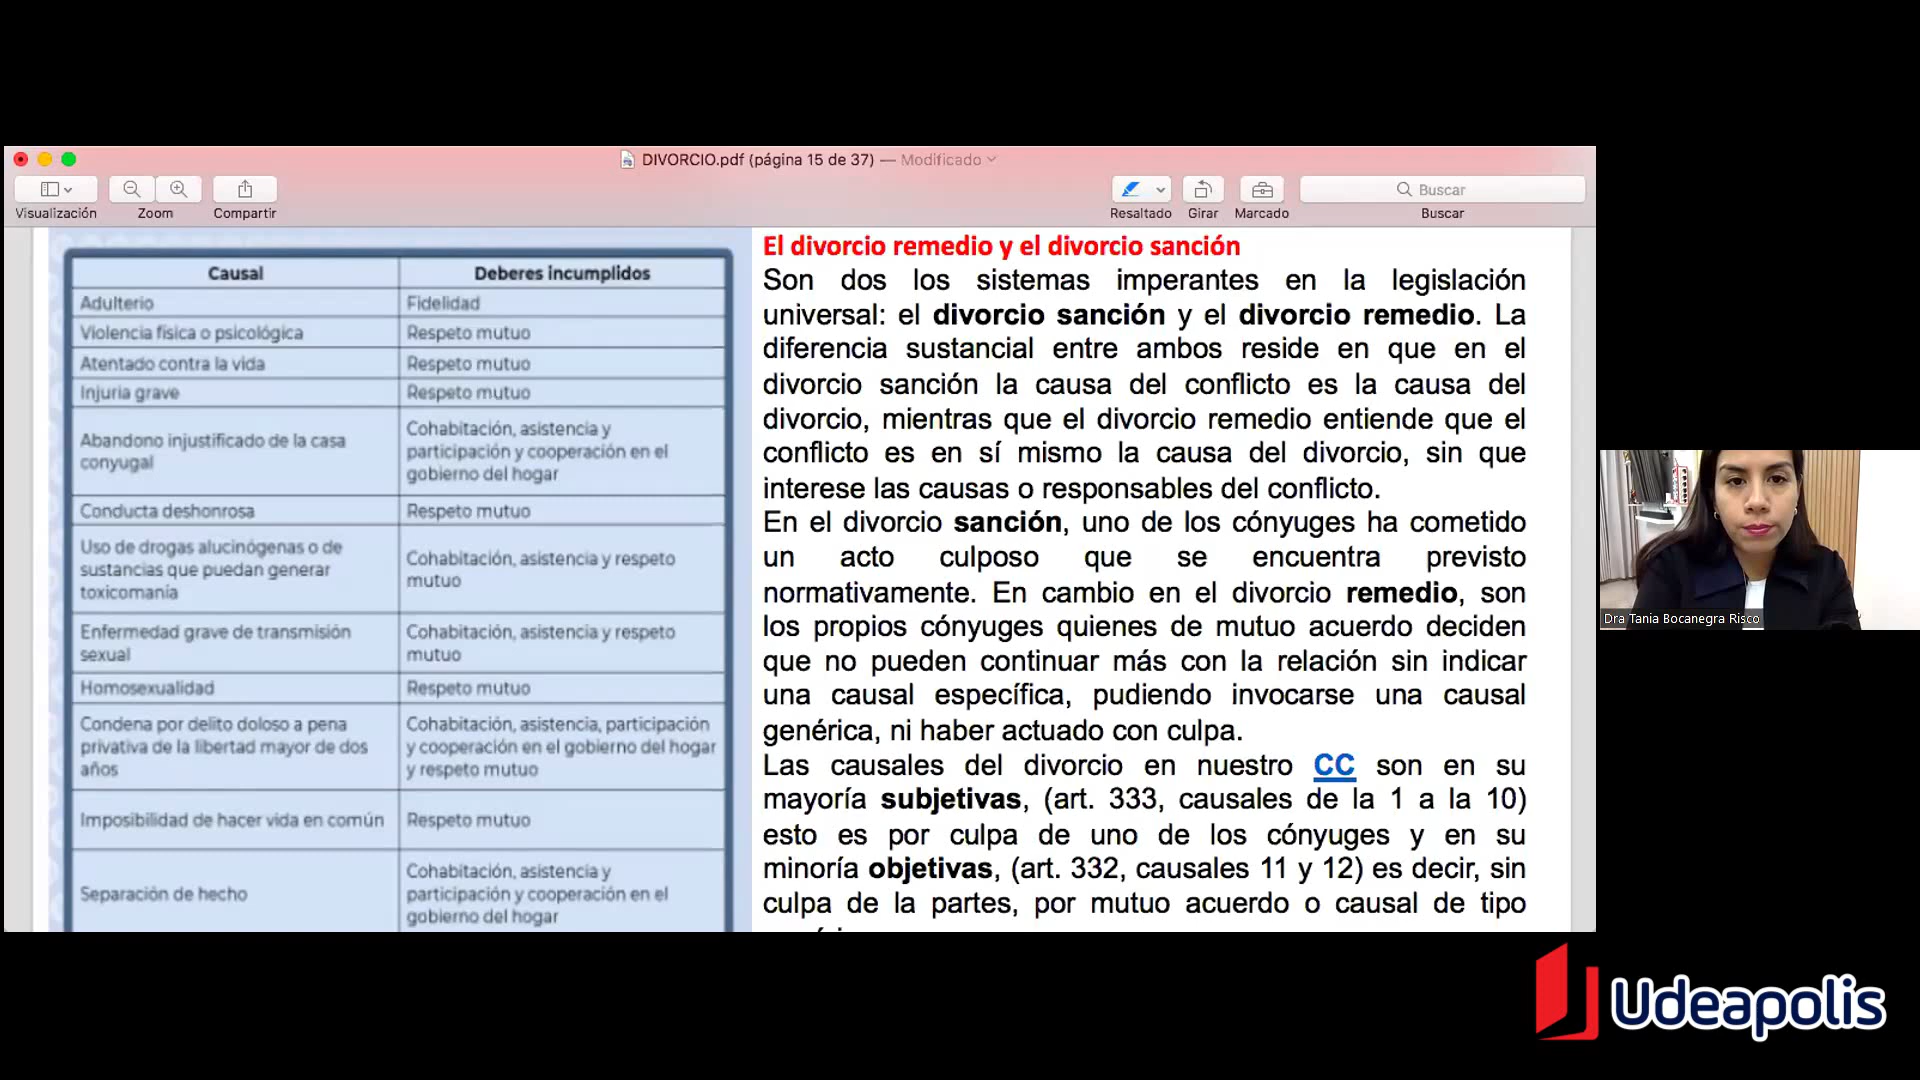 DIVORCIO.pdf (página 15 de 37) — Modificado
Visualización
Zoom
Compartir
Resaltado
Girar
Marcado
Buscar
Buscar
Causal Deberes incumplidos
Adulterio Fidelidad
Violencia física o psicológica Respeto mutuo
Atentado contra la vida Respeto mutuo
Injuria grave Respeto mutuo
Abandono injustificado de la casa
conyugal
Cohabitación, asistencia y
participación y cooperación en el
gobierno del hogar
Conducta deshonrosa Respeto mutuo
Uso de drogas alucinógenas o de
sustancias que puedan generar
toxicomanía
Cohabitación, asistencia y respeto
mutuo
Enfermedad grave de transmisión
sexual
Cohabitación, asistencia y respeto
mutuo
Homosexualidad Respeto mutuo
Condena por delito doloso a pena
privativa de la libertad mayor de dos
años
Cohabitación, asistencia, participación
y cooperación en el gobierno del hogar
y respeto mutuo
Imposibilidad de hacer vida en común Respeto mutuo
Separación de hecho
Cohabitación, asistencia y
participación y cooperación en el
gobierno del hogar
El divorcio remedio y el divorcio sanción
Son dos los sistemas imperantes en la legislación
universal: el divorcio sanción y el divorcio remedio. La
diferencia sustancial entre ambos reside en que en el
divorcio sanción la causa del conflicto es la causa del
divorcio, mientras que el divorcio remedio entiende que el
conflicto es en sí mismo la causa del divorcio, sin que
interese las causas o responsables del conflicto.
En el divorcio sanción, uno de los cónyuges ha cometido
un acto culposo que se encuentra previsto
normativamente. En cambio en el divorcio remedio, son
los propios cónyuges quienes de mutuo acuerdo deciden
que no pueden continuar más con la relación sin indicar
una causal específica, pudiendo invocarse una causal
genérica, ni haber actuado con culpa.
Las causales del divorcio en nuestro CC son en su
mayoría subjetivas, (art. 333, causales de la 1 a la 10)
esto es por culpa de uno de los cónyuges y en su
minoría objetivas, (art. 332, causales 11 y 12) es decir, sin
culpa de la partes, por mutuo acuerdo o causal de tipo
Dra Tania Bocanegra Risco
Udeapolis